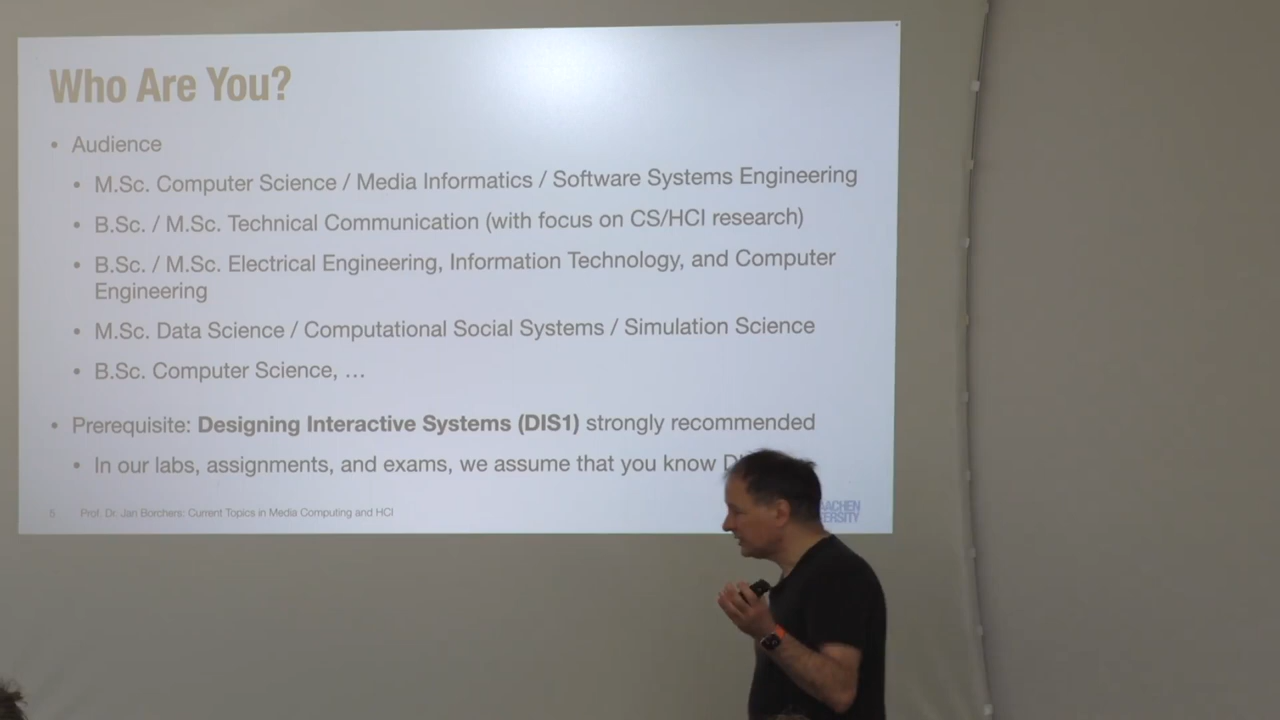 Who Are You?
• Audience
• M.Sc. Computer Science / Media Informatics / Software Systems Engineering
• B.Sc. / M.Sc. Technical Communication (with focus on CS/HCI research)
• B.Sc. / M.Sc. Electrical Engineering, Information Technology, and Computer
Engineering
• M.Sc. Data Science / Computational Social Systems / Simulation Science
• B.Sc. Computer Science, …
• Prerequisite: Designing Interactive Systems (DIS1) strongly recommended
• In our labs, assignments, and exams, we assume that you know
5 Prof. Dr. Jan Borchers: Current Topics in Media Computing and HCI
AACHEN
ERSITY